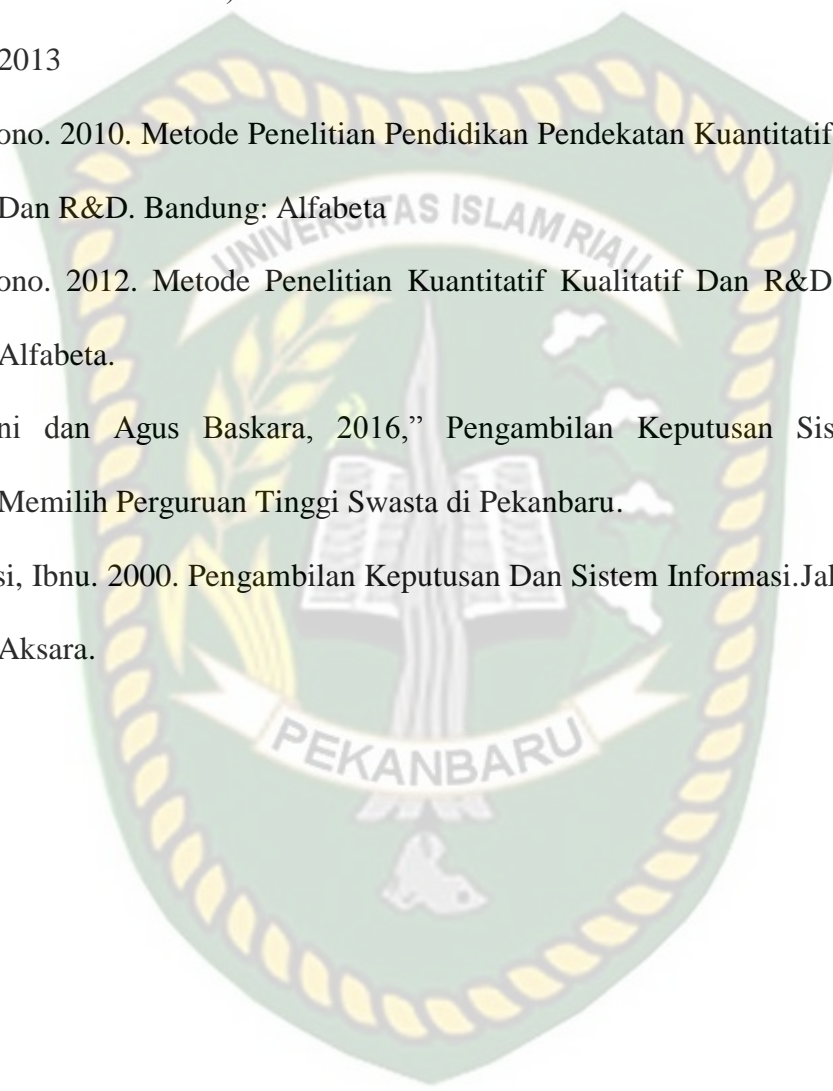 2013
ono. 2010. Metode Penelitian Pendidikan Pendekatan Kuantitatif
Dan R&D. Bandung: Alfabeta
UNIVERSITAS ISLAM RIAU
ono. 2012. Metode Penelitian Kuantitatif Kualitatif Dan R&D
Alfabeta.
ni dan Agus Baskara, 2016,” Pengambilan Keputusan Sis
Memilih Perguruan Tinggi Swasta di Pekanbaru.
si, Ibnu. 2000. Pengambilan Keputusan Dan Sistem Informasi.Jal
Aksara.
PEKANBARU